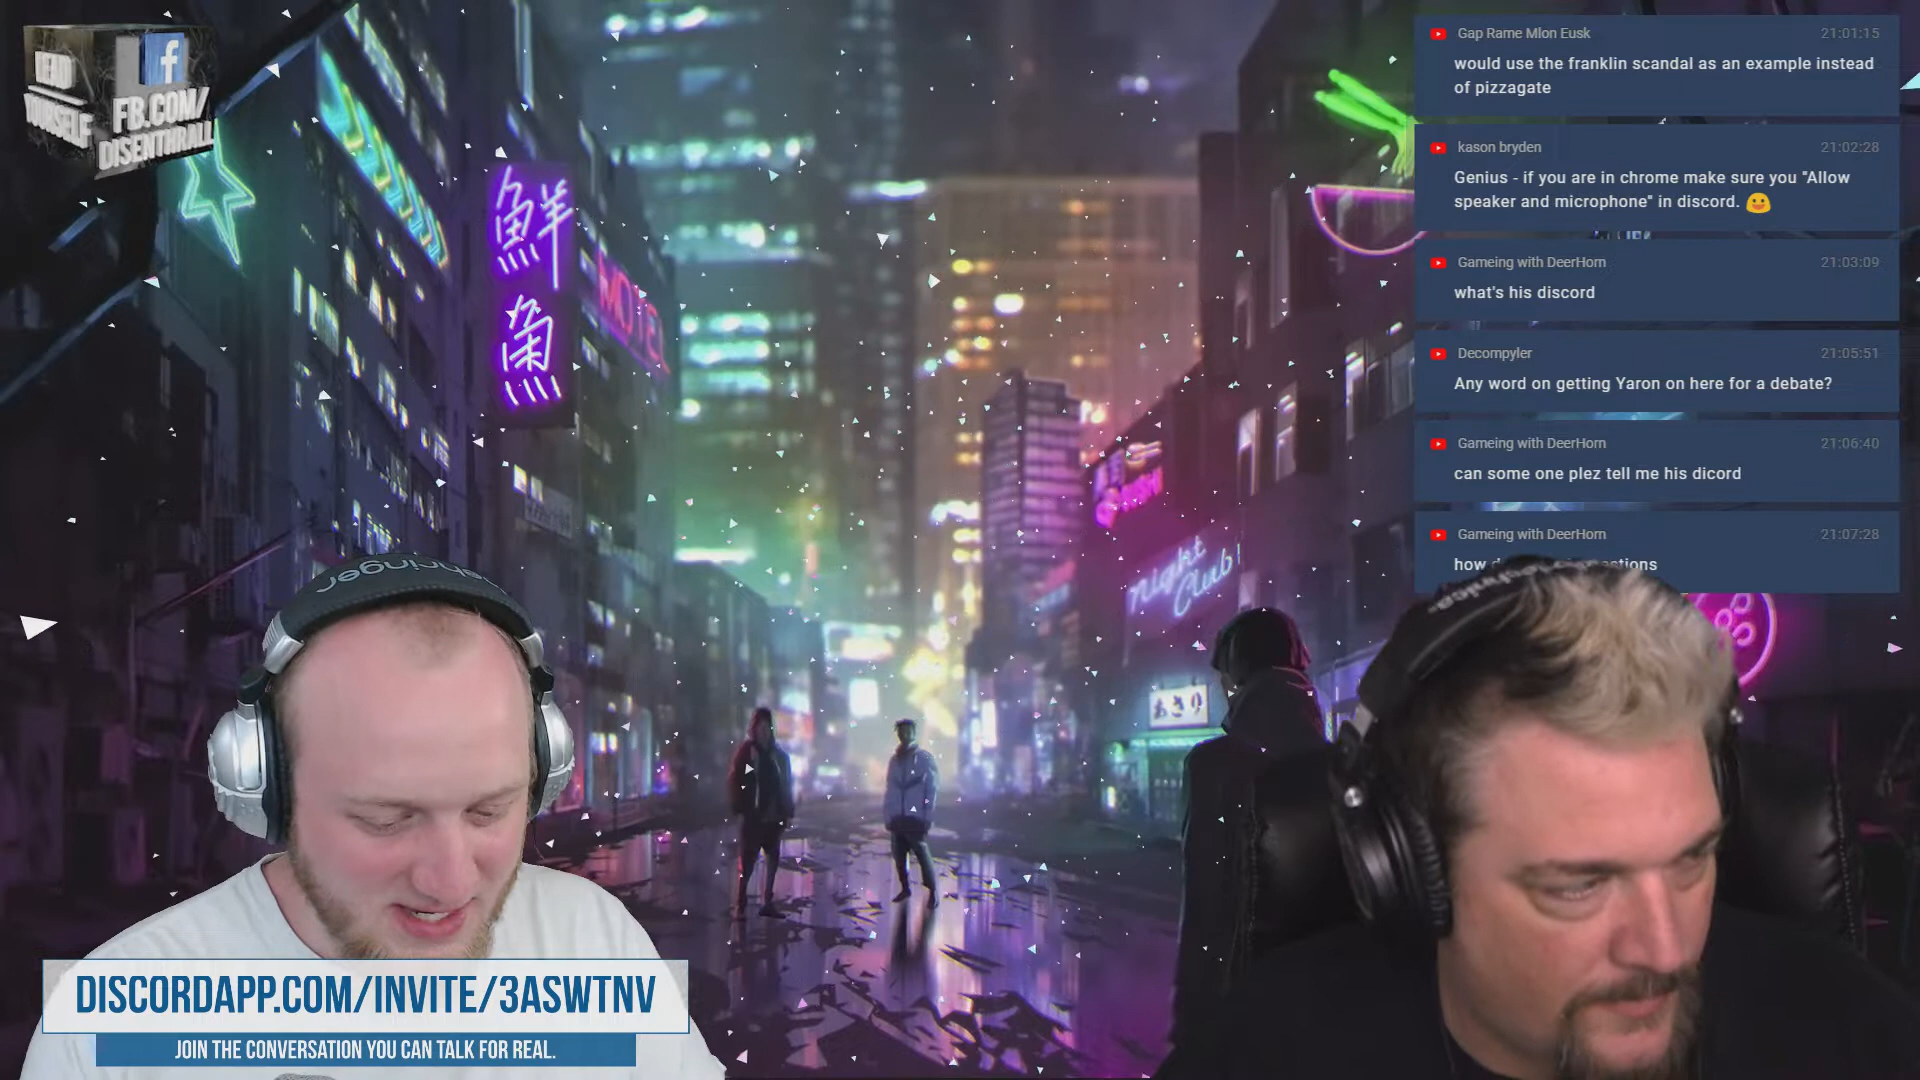 READ
YOURSELF
FB.COM/
DISENTHRALL
鮮
魚
MOTEL
night
Club!
あさり
Gap Rame Mlon Eusk 21:01:15
would use the franklin scandal as an example instead
of pizzagate
kason bryden 21:02:28
Genius - if you are in chrome make sure you "Allow
speaker and microphone" in discord.
Gameing with DeerHorn 21:03:09
what's his discord
Decompyler 21:05:51
Any word on getting Yaron on here for a debate?
Gameing with DeerHorn 21:06:40
can some one plez tell me his dicord
Gameing with DeerHorn 21:07:28
how
behringer
DISCORDAPP.COM/INVITE/3ASWTNV
JOIN THE CONVERSATION YOU CAN TALK FOR REAL.